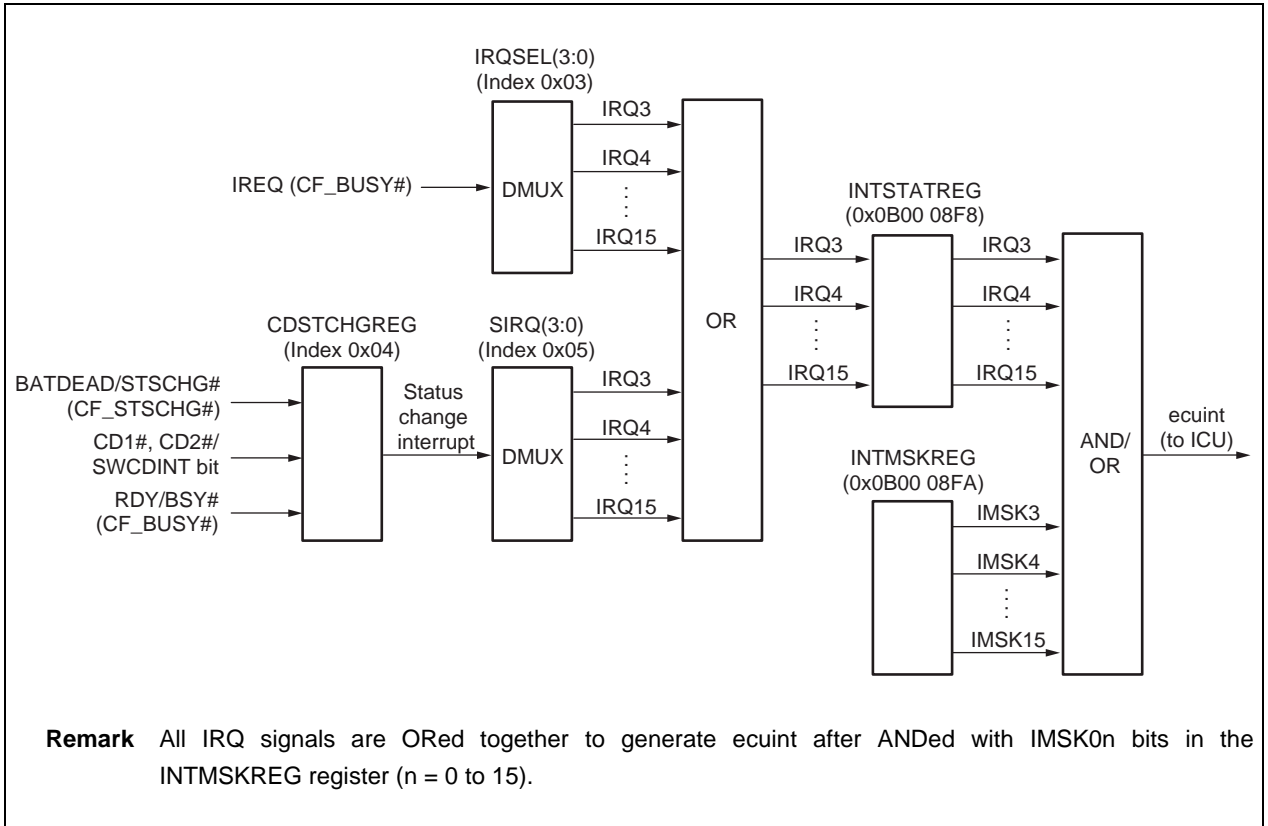 IRQSEL(3:0)
(Index 0x03)
IREQ (CF_BUSY#)
DMUX
IRQ3
IRQ4
IRQ15
CDSTCHGREG
(Index 0x04)
BATDEAD/STSCHG#
(CF_STSCHG#)
CD1#, CD2#/
SWCDINT bit
RDY/BSY#
(CF_BUSY#)
Status
change
interrupt
SIRQ(3:0)
(Index 0x05)
DMUX
IRQ3
IRQ4
IRQ15
OR
IRQ3
IRQ4
IRQ15
INTSTATREG
(0x0B00 08F8)
IRQ3
IRQ4
IRQ15
INTMSKREG
(0x0B00 08FA)
IMSK3
IMSK4
IMSK15
AND/
OR
ecuint
(to ICU)
Remark All IRQ signals are ORed together to generate ecuint after ANDed with IMSK0n bits in the
INTMSKREG register (n = 0 to 15).